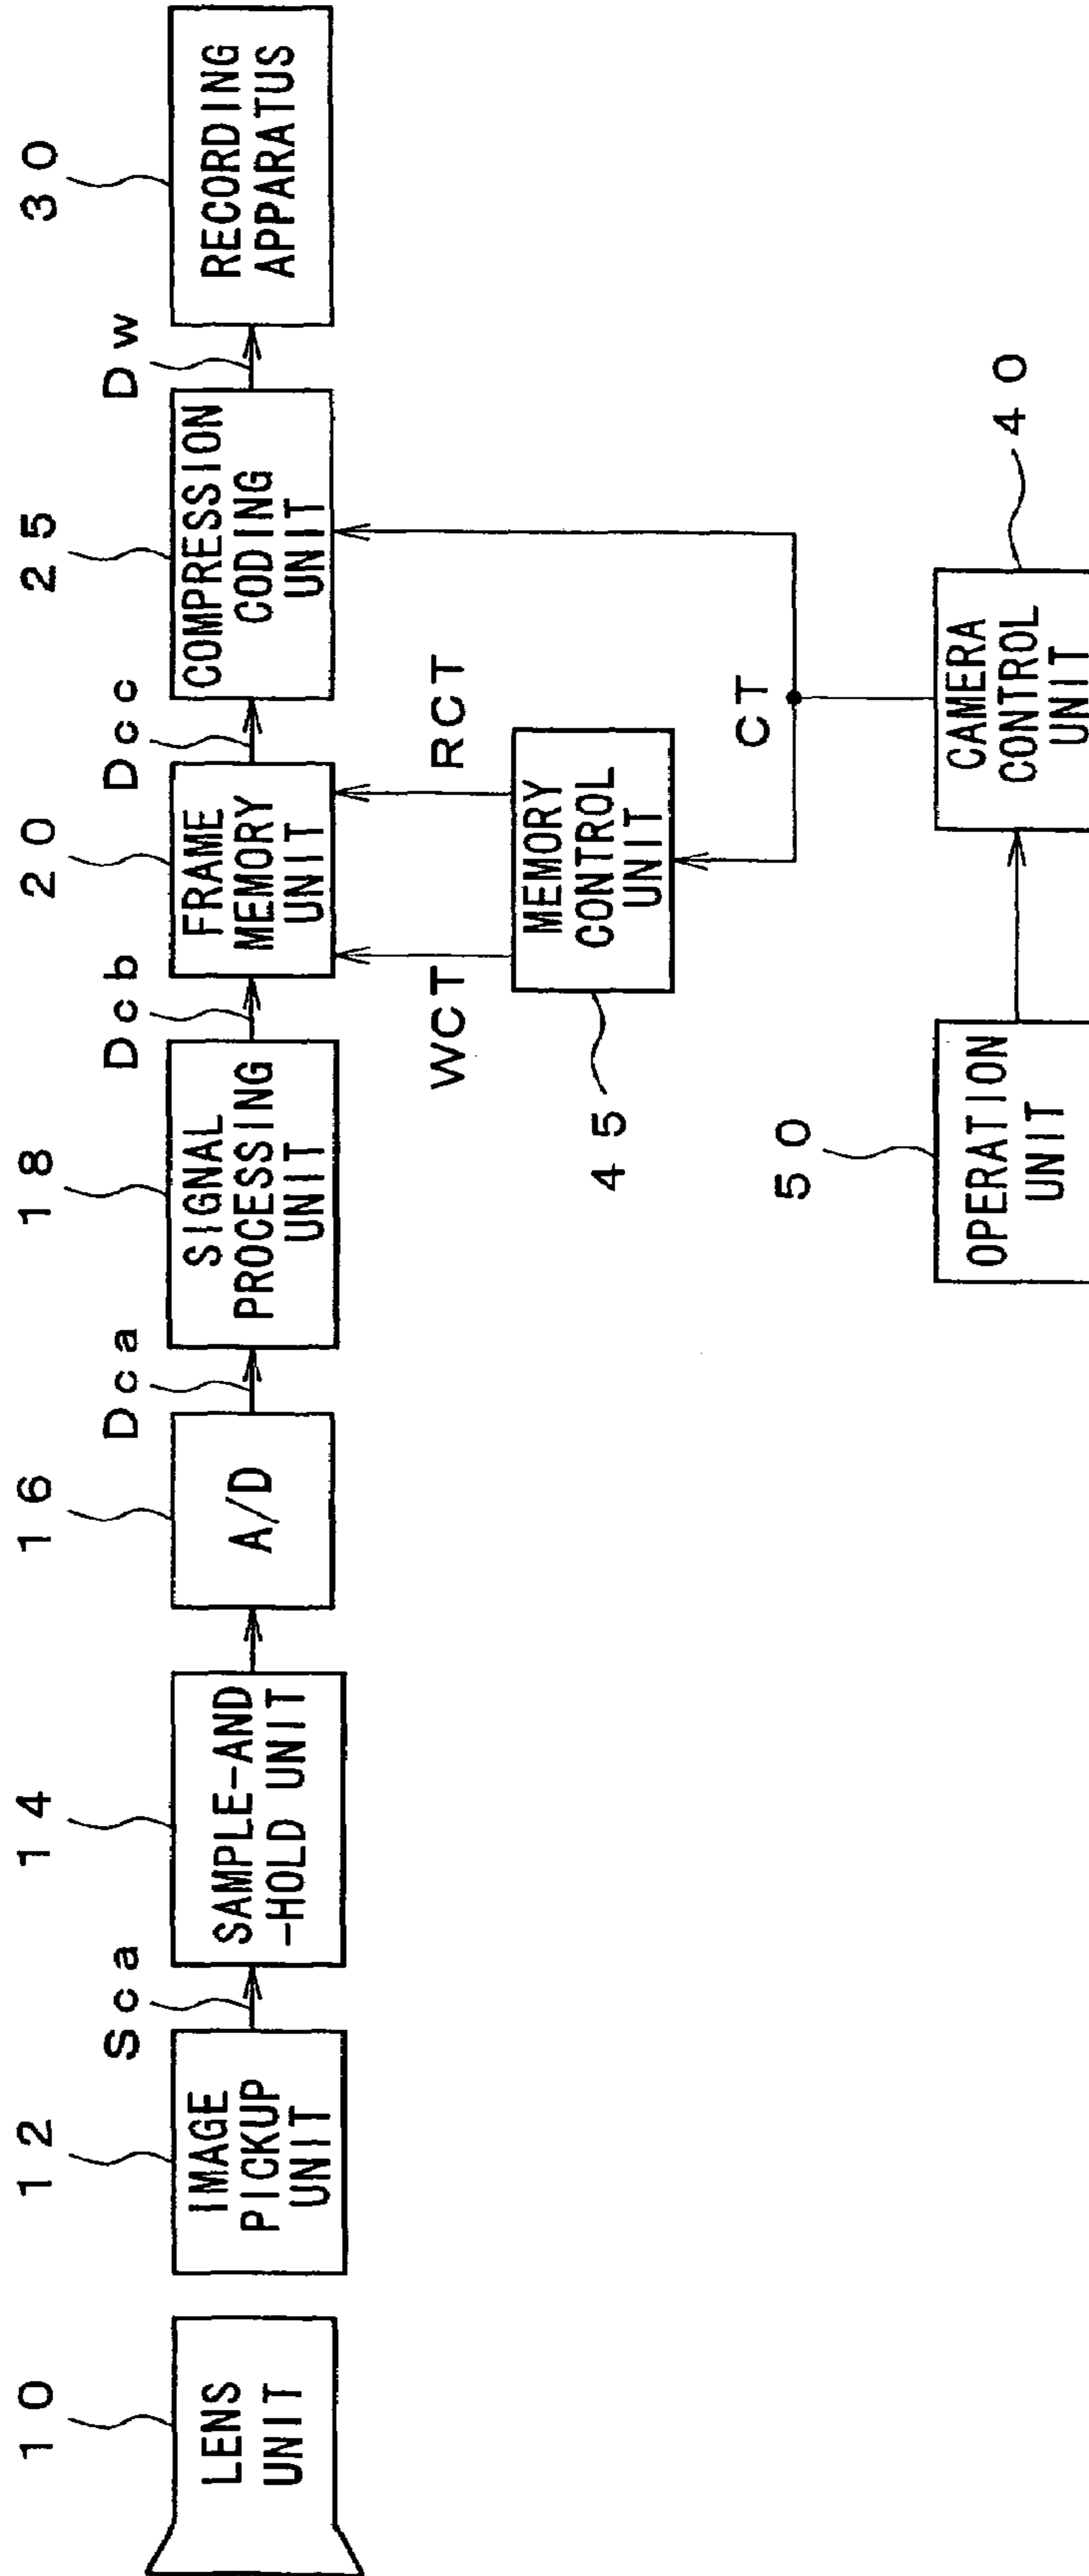 10
12
14
16
18
20
25
30
Sca
Dca
Dcb
Dcc
Dw
LENS
UNIT
IMAGE
PICKUP
UNIT
SAMPLE-AND
-HOLD UNIT
A/D
SIGNAL
PROCESSING
UNIT
FRAME
MEMORY
UNIT
COMPRESSION
CODING
UNIT
RECORDING
APPARATUS
WCT
RCT
MEMORY
CONTROL
UNIT
45
CT
50
OPERATION
UNIT
CAMERA
CONTROL
UNIT
40